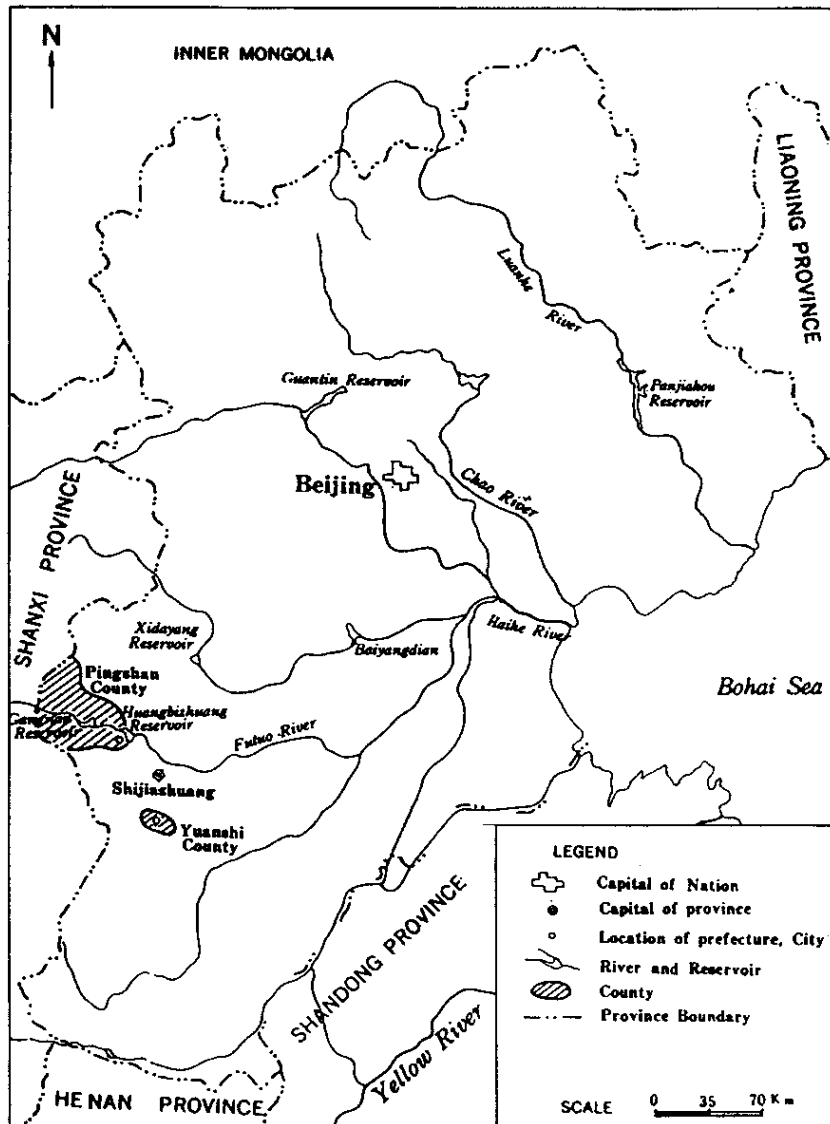 N
INNER MONGOLIA
LIAONING PROVINCE
Luanhe
River
Guantin Reservoir
Panjiakou
Reservoir
Beijing
Chao River
SHANXI PROVINCE
Xidayang
Reservoir
Baiyangdian
Haihe River
Pingshan
County
Bohai Sea
Huangbizhuang
Reservoir
Reservoir
Futuo River
Shijiazhuang
Yuanshi
County
SHANDONG PROVINCE
Yellow River
HENAN PROVINCE
LEGEND
Capital of Nation
Capital of province
Location of prefecture, City
River and Reservoir
County
Province Boundary
SCALE 0 35 70 Km